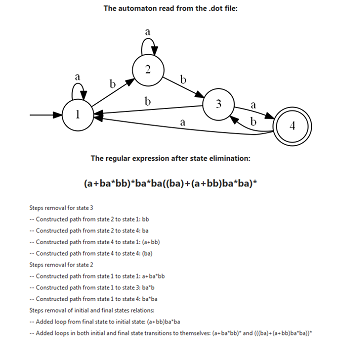 The automaton read from the .dot file:
a
2
a
b
b
b
3
a
1
b
4
a
The regular expression after state elimination:
(a+ba*bb)*ba*ba((ba)+(a+bb)ba*ba)*
Steps removal for state 3
-- Constructed path from state 2 to state 1: bb
-- Constructed path from state 2 to state 4: ba
-- Constructed path from state 4 to state 1: (a+bb)
-- Constructed path from state 4 to state 4: (ba)
Steps removal for state 2
-- Constructed path from state 1 to state 1: a+ba*bb
-- Constructed path from state 1 to state 3: ba*b
-- Constructed path from state 1 to state 4: ba*ba
Steps removal of initial and final states relations:
-- Added loop from final state to initial state: (a+bb)ba*ba
-- Added loops in both initial and final state transitions to themselves: (a+ba*bb)* and (((ba)+(a+bb)ba*ba))*